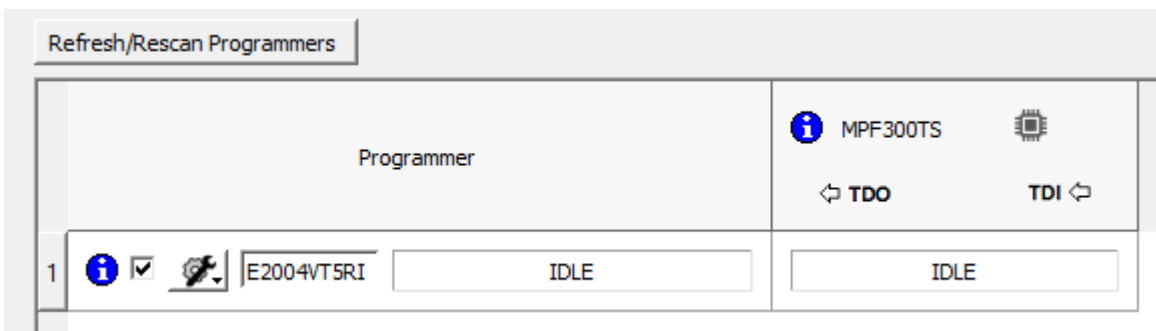 Refresh/Rescan Programmers
Programmer
MPF300TS
TDO TDI
1 E2004VT5RI IDLE IDLE